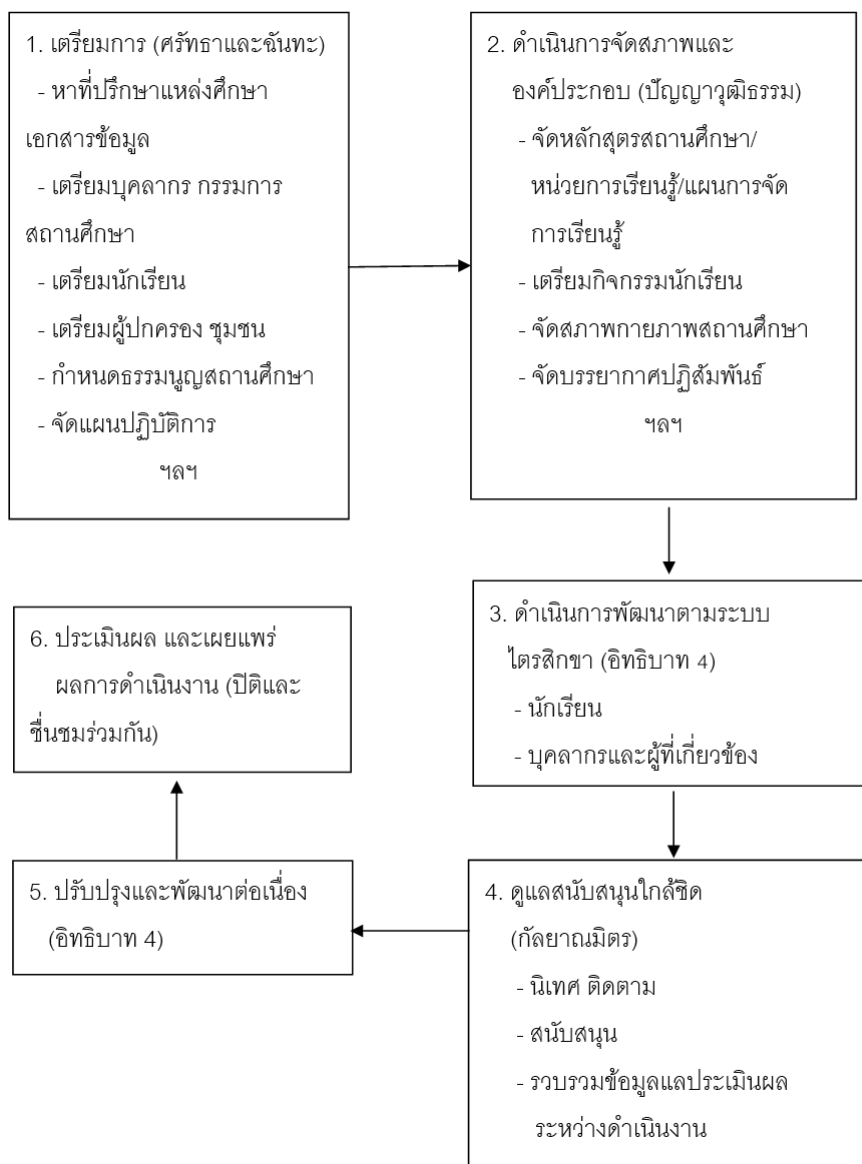 1. เตรียมการ (ศรัทธาและฉันทะ)
- หาที่ปรึกษาแหล่งศึกษา
เอกสารข้อมูล
- เตรียมบุคลากร กรรมการ
สถานศึกษา
- เตรียมนักเรียน
- เตรียมผู้ปกครอง ชุมชน
- กำหนดธรรมนูญสถานศึกษา
- จัดแผนปฏิบัติการ
ฯลฯ
2. ดำเนินการจัดสภาพและ
องค์ประกอบ (ปัญญาวุฒิธรรม)
- จัดหลักสูตรสถานศึกษา/
หน่วยการเรียนรู้/แผนการจัด
การเรียนรู้
- เตรียมกิจกรรมนักเรียน
- จัดสภาพกายภาพสถานศึกษา
- จัดบรรยากาศปฏิสัมพันธ์
ฯลฯ
3. ดำเนินการพัฒนาตามระบบ
ไตรสิกขา (อิทธิบาท 4)
- นักเรียน
- บุคลากรและผู้ที่เกี่ยวข้อง
4. ดูแลสนับสนุนใกล้ชิด
(กัลยาณมิตร)
- นิเทศ ติดตาม
- สนับสนุน
- รวบรวมข้อมูลแลประเมินผล
ระหว่างดำเนินงาน
5. ปรับปรุงและพัฒนาต่อเนื่อง
(อิทธิบาท 4)
6. ประเมินผล และเผยแพร่
ผลการดำเนินงาน (ปิติและ
ชื่นชมร่วมกัน)